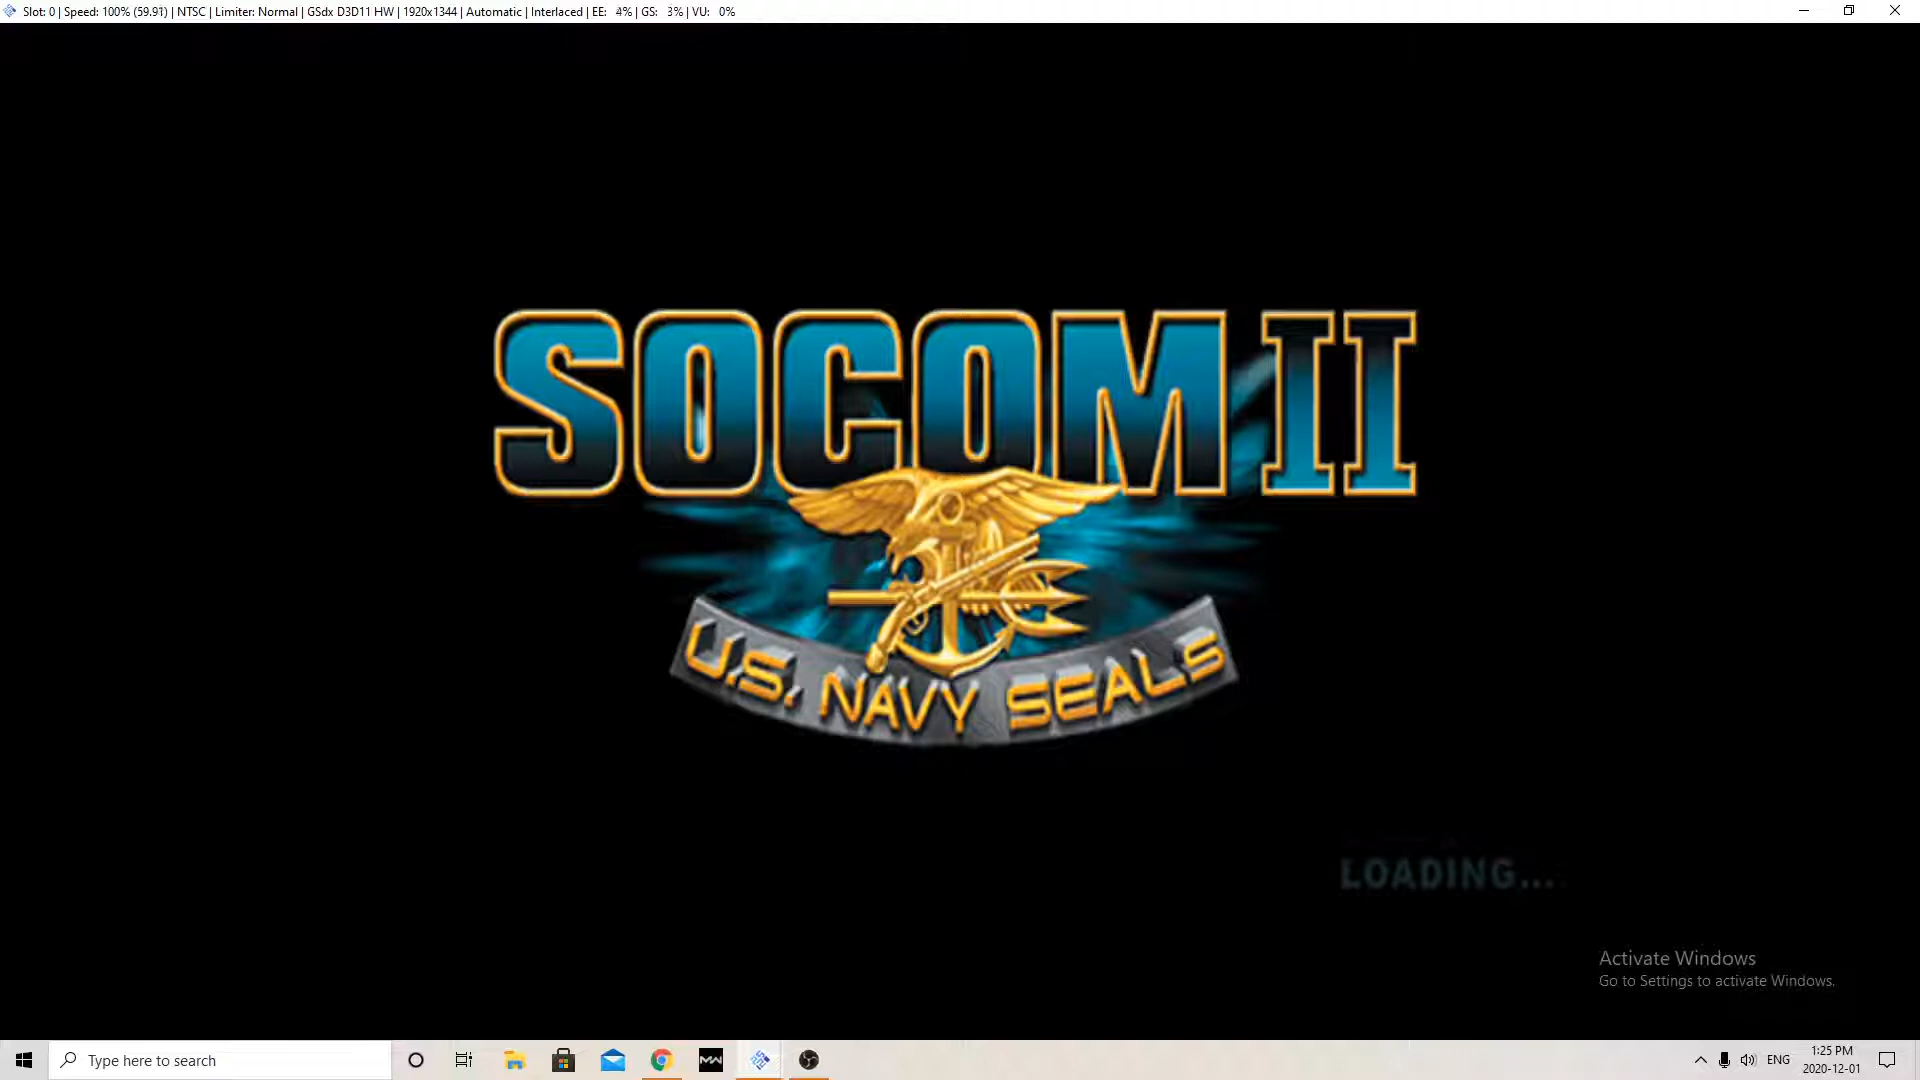 Slot: 0 | Speed: 100% (59.91) | NTSC | Limiter: Normal | GSdx D3D11 HW | 1920x1344 | Automatic | Interlaced | EE: 4% | GS: 3% | VU: 0%
SOCOM II
U.S. NAVY SEALS
LOADING...
Activate Windows
Go to Settings to activate Windows.
Type here to search
MW
ENG
1:25 PM
2020-12-01